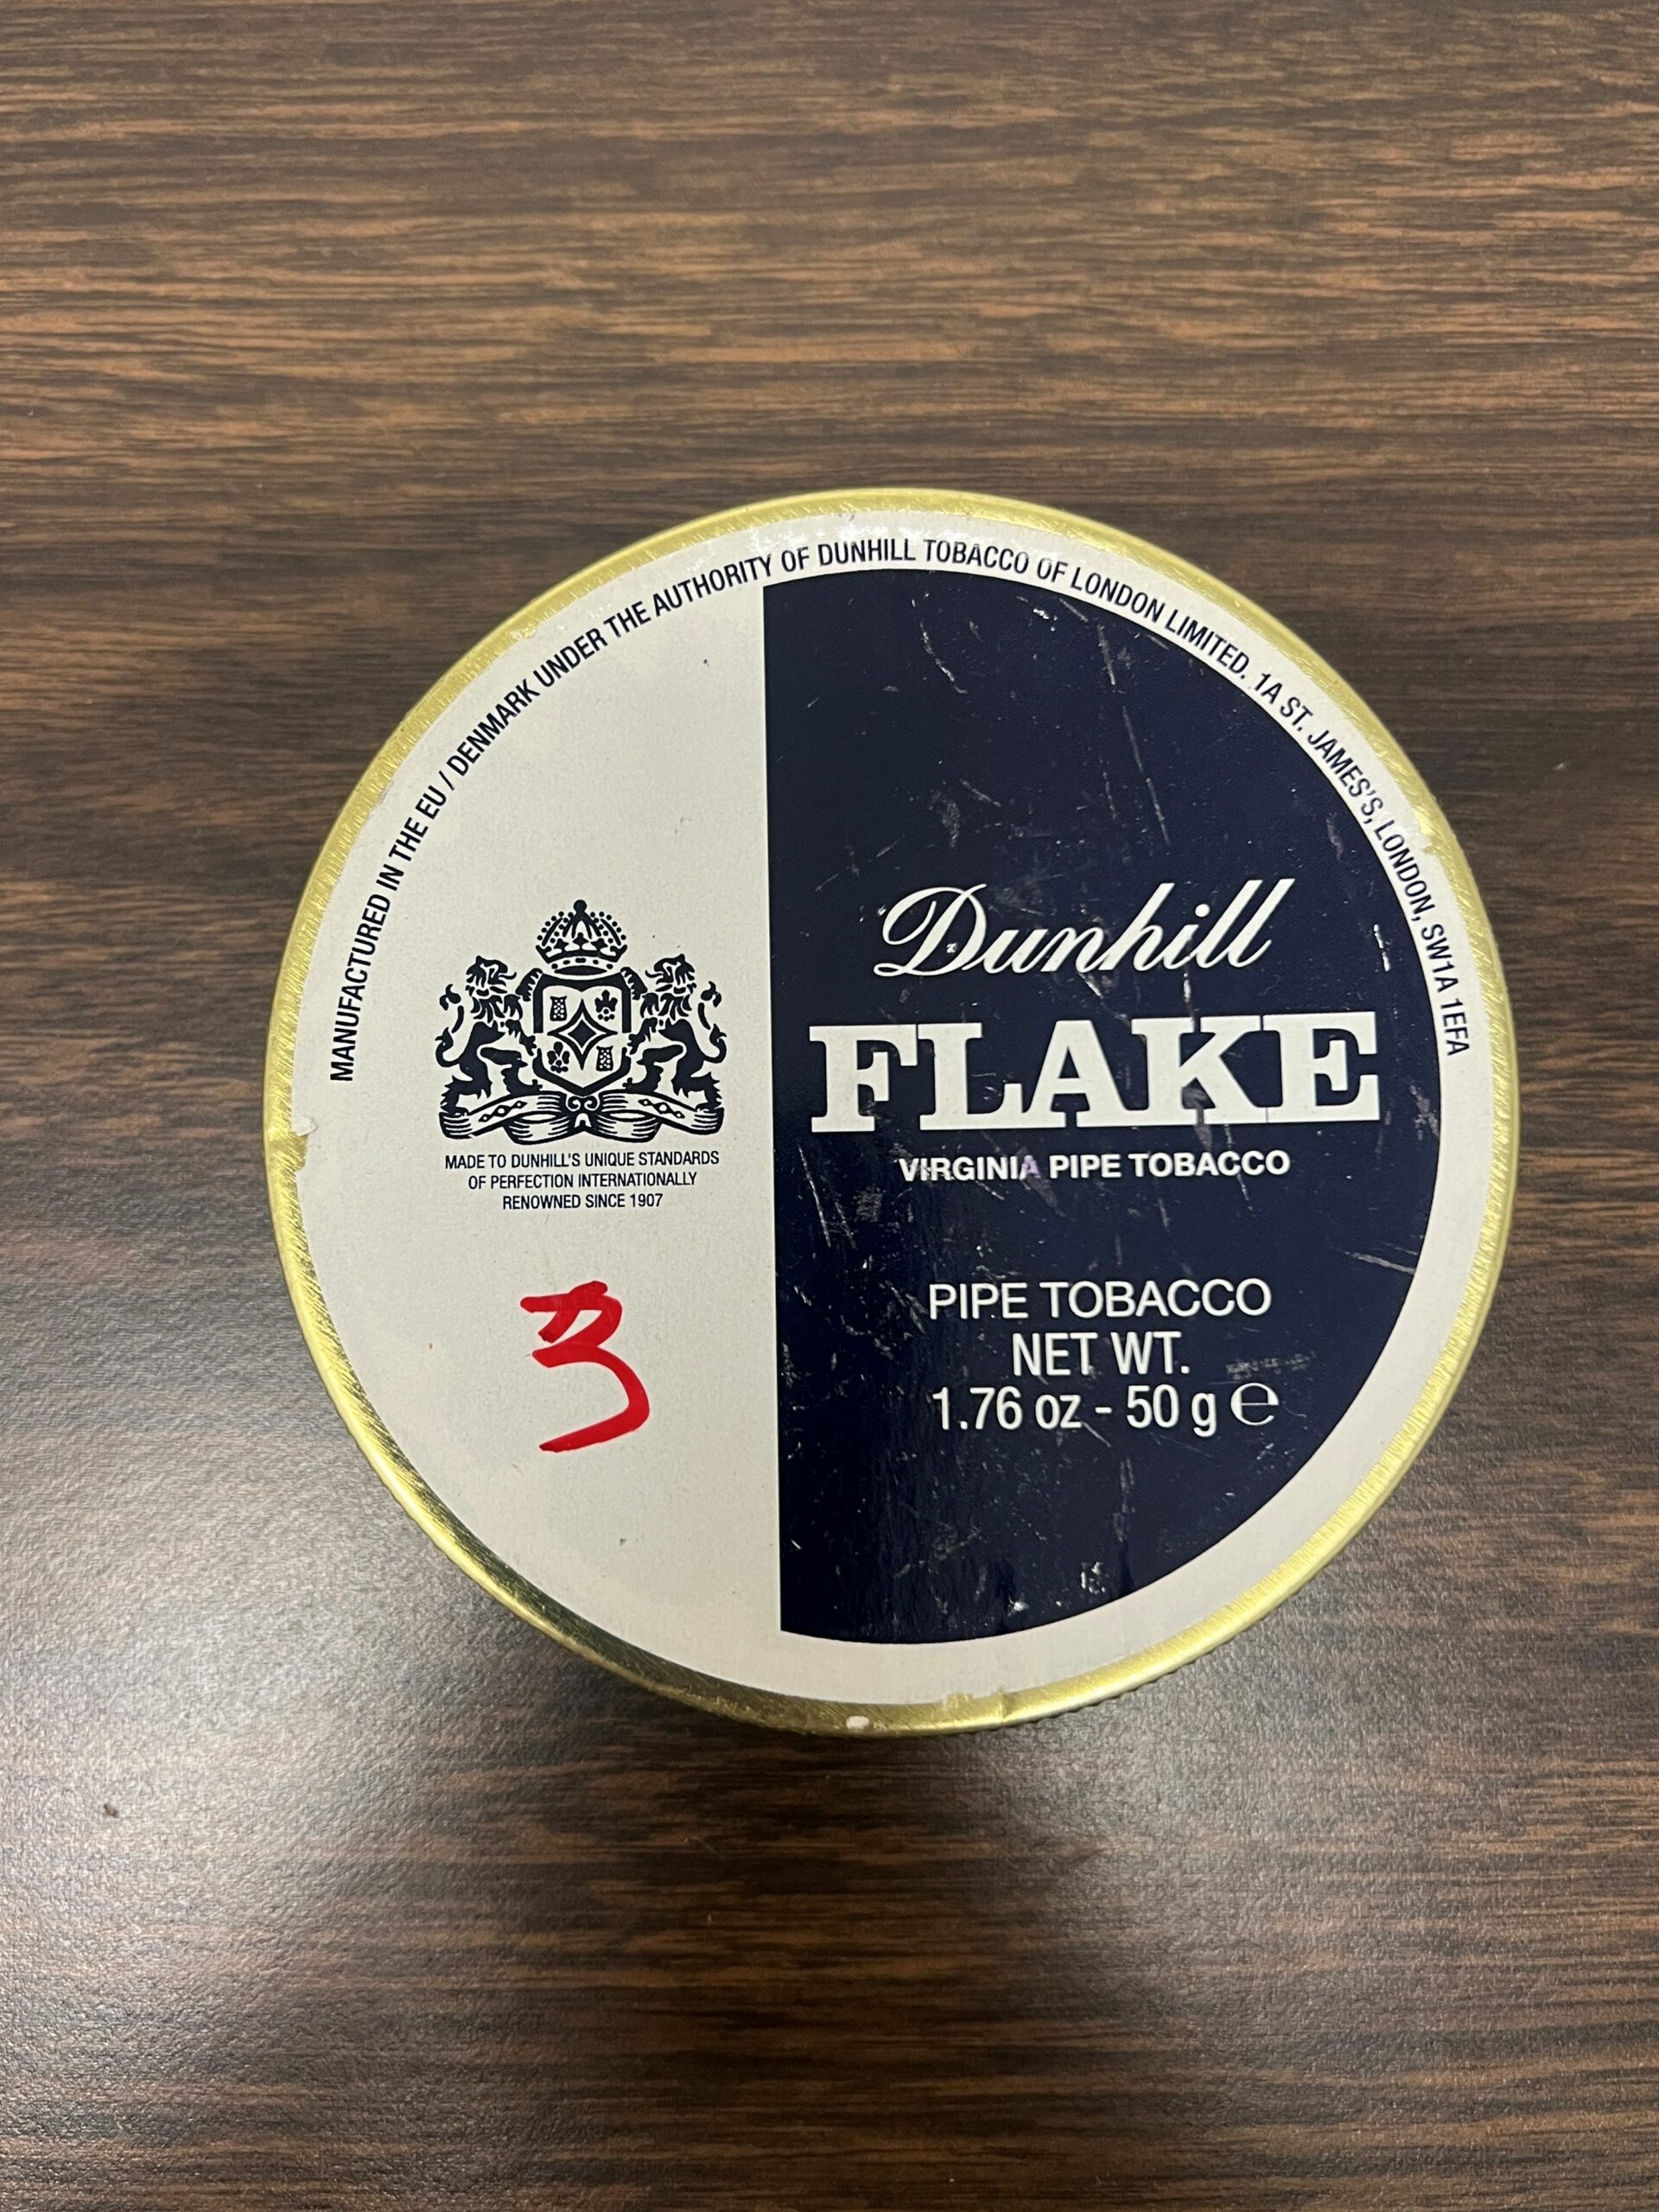 MANUFACTURED IN THE EU / DENMARK UNDER THE AUTHORITY OF DUNHILL TOBACCO OF LONDON LIMITED. 1A ST. JAMES'S, LONDON, SW1A 1EFA
MADE TO DUNHILL'S UNIQUE STANDARDS
OF PERFECTION INTERNATIONALLY
RENOWNED SINCE 1907
Dunhill
FLAKE
VIRGINIA PIPE TOBACCO
PIPE TOBACCO
NET WT.
1.76 oz - 50 g ℮